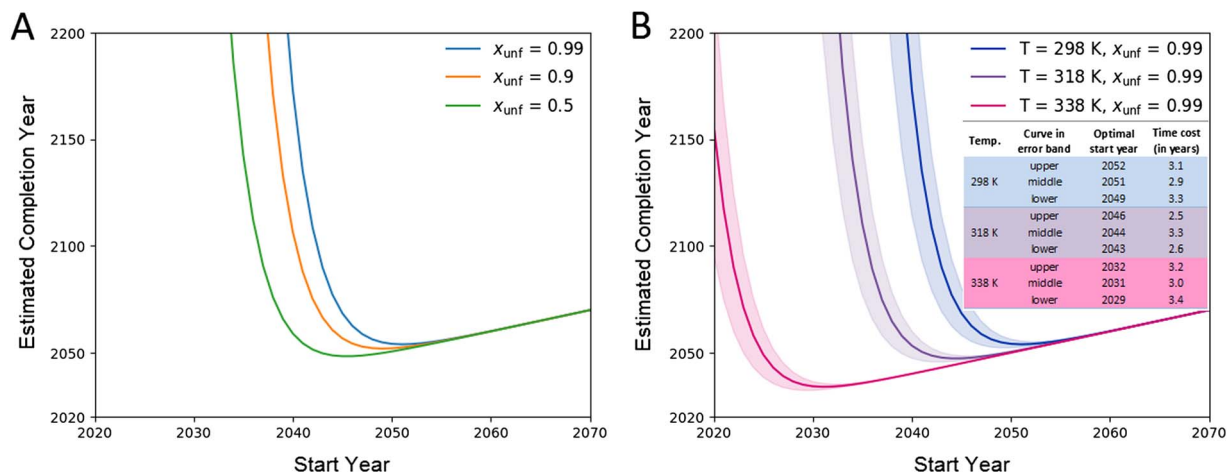 A
Estimated Completion Year
2200
2150
2100
2050
2020
2020 2030 2040 2050 2060 2070
Start Year
x_unf = 0.99
x_unf = 0.9
x_unf = 0.5
B
Estimated Completion Year
2200
2150
2100
2050
2020
2020 2030 2040 2050 2060 2070
Start Year
T = 298 K, x_unf = 0.99
T = 318 K, x_unf = 0.99
T = 338 K, x_unf = 0.99
Temp. Curve in error band Optimal start year Time cost (in years)
298 K
upper 2052 3.1
middle 2051 2.9
lower 2049 3.3
318 K
upper 2046 2.5
middle 2044 3.3
lower 2043 2.6
338 K
upper 2032 3.2
middle 2031 3.0
lower 2029 3.4